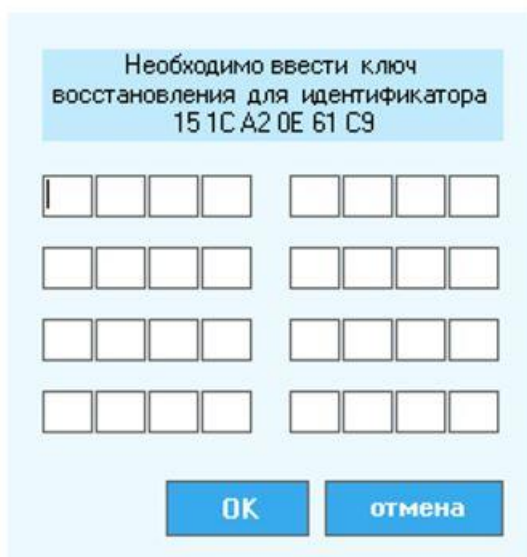 Необходимо ввести ключ
восстановления для идентификатора
15 1C A2 0E 61 C9
OK
отмена